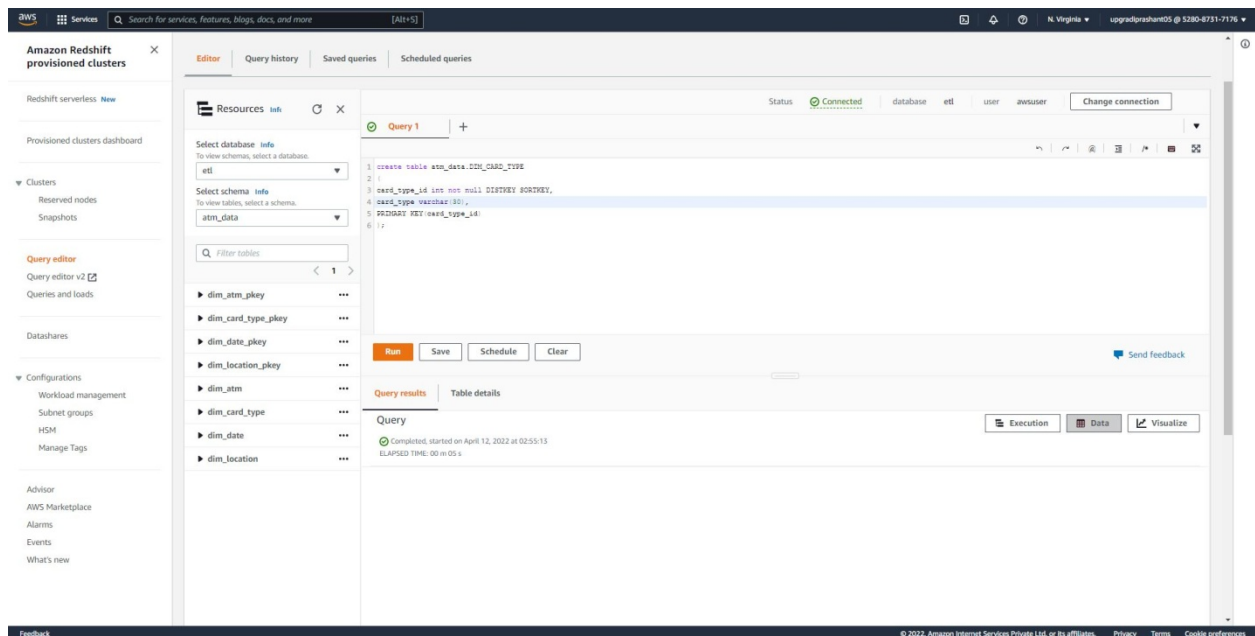 aws Services Search for services, features, blogs, docs, and more [Alt+S] N. Virginia upgradiprashant05 @ 5280-8731-7176
Amazon Redshift
provisioned clusters
Redshift serverless New
Provisioned clusters dashboard
Clusters
Reserved nodes
Snapshots
Query editor
Query editor v2
Queries and loads
Datashares
Configurations
Workload management
Subnet groups
HSM
Manage Tags
Advisor
AWS Marketplace
Alarms
Events
What's new
Editor Query history Saved queries Scheduled queries
Resources Info
Select database Info
To view schemas, select a database.
etl
Select schema Info
To view tables, select a schema.
atm_data
Filter tables
1
dim_atm_pkey
dim_card_type_pkey
dim_date_pkey
dim_location_pkey
dim_atm
dim_card_type
dim_date
dim_location
Status Connected database etl user awsuser Change connection
Query 1
1 create table atm_data.DIM_CARD_TYPE
2 (
3 card_type_id int not null DISTKEY SORTKEY,
4 card_type varchar(30),
5 PRIMARY KEY(card_type_id)
6 );
Run Save Schedule Clear
Send feedback
Query results Table details
Query
Execution Data Visualize
Completed, started on April 12, 2022 at 02:55:13
ELAPSED TIME: 00 m 05 s
Feedback © 2022, Amazon Internet Services Private Ltd. or its affiliates. Privacy Terms Cookie preferences